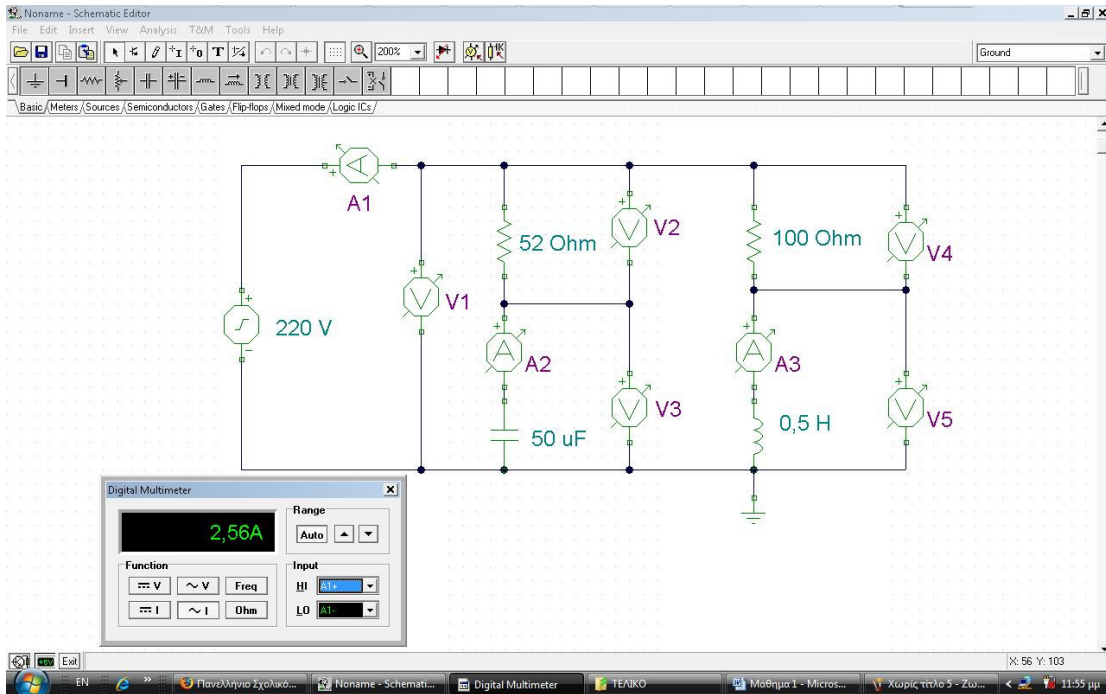 Noname - Schematic Editor
File Edit Insert View Analysis T&M Tools Help
200%
Ground
Basic Meters Sources Semiconductors Gates Flip-flops Mixed mode Logic ICs
A1
52 Ohm
V2
100 Ohm
V4
V1
220 V
A2
A3
V3
50 uF
0,5 H
V5
Digital Multimeter
2,56A
Range
Auto
Function
Input
V
V
Freq
HI A1+
I
I
Ohm
LO A1-
Exit
X: 56 Y: 103
EN
Πανελλήνιο Σχολικό...
Noname - Schemati...
Digital Multimeter
ΤΕΛΙΚΟ
Μάθημα 1 - Micros...
Χωρίς τίτλο 5 - Ζω...
11:55 μμ